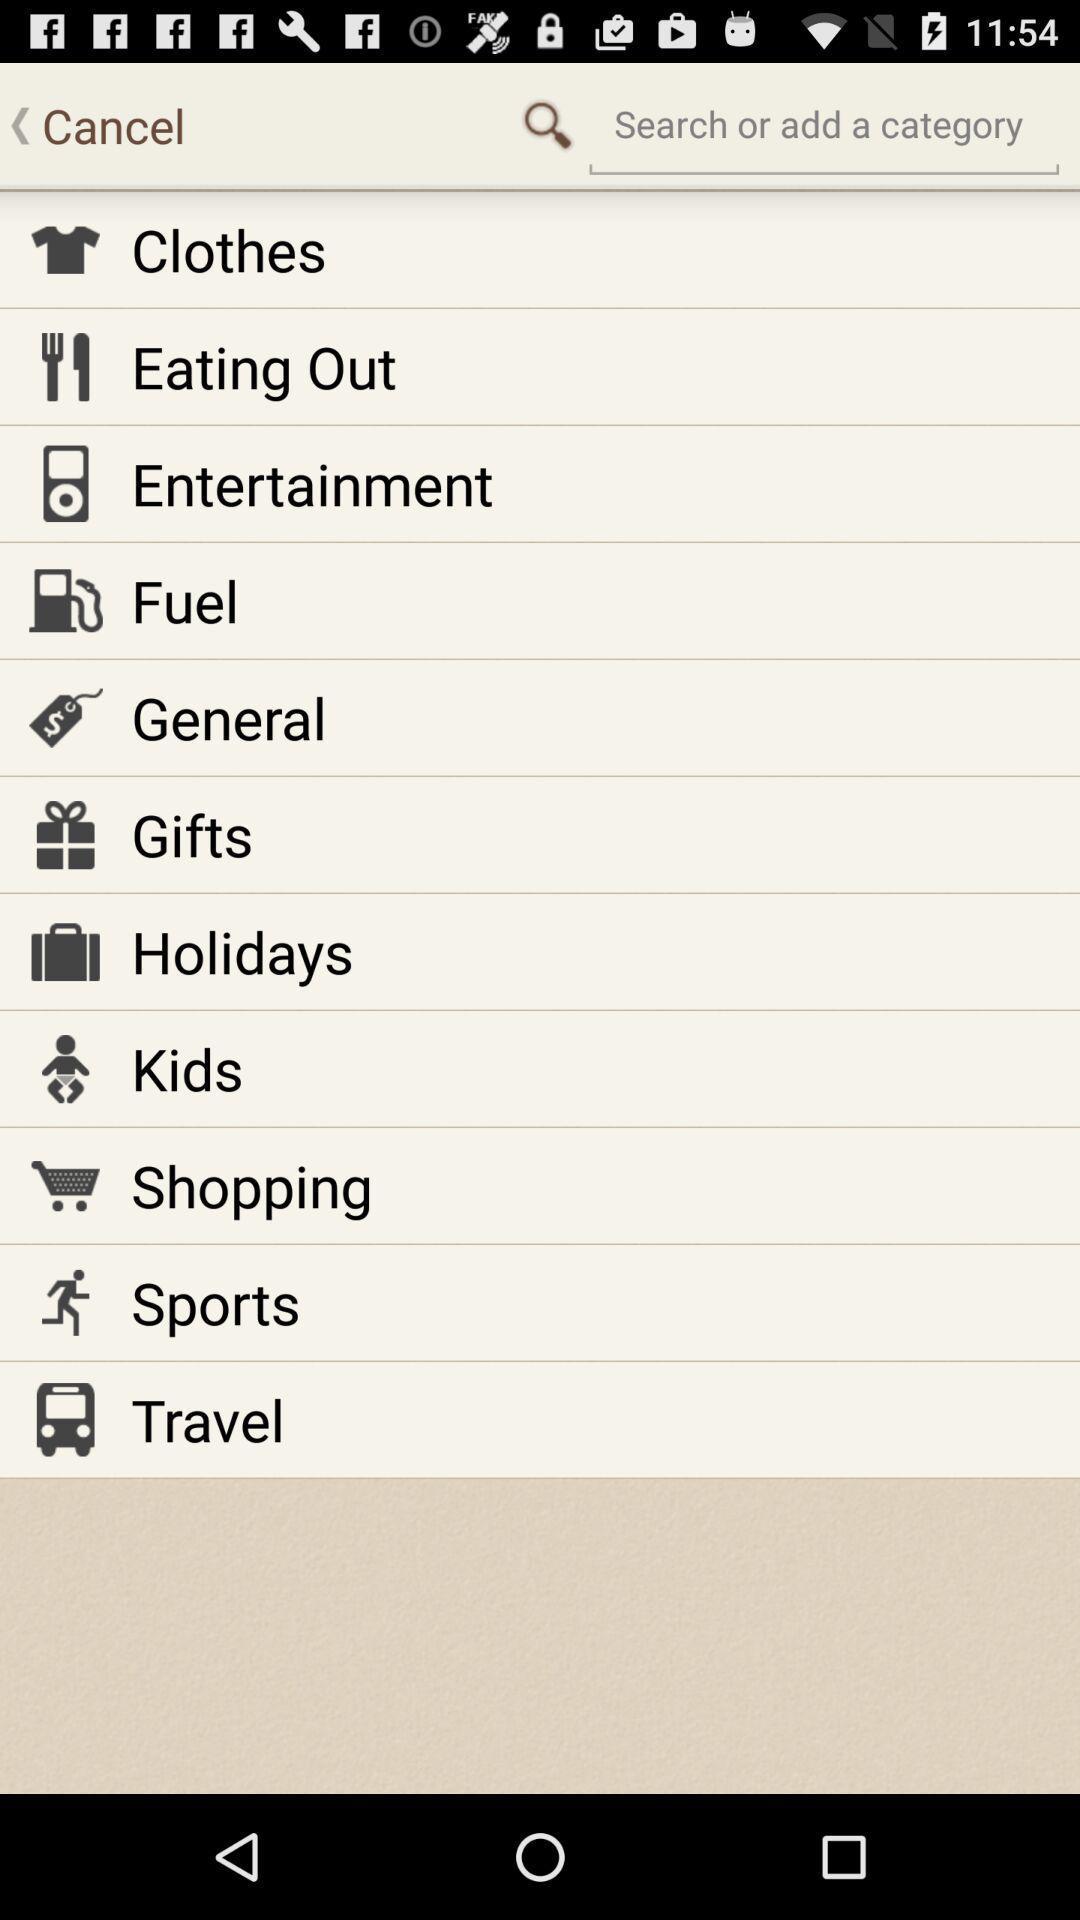 FAKE 11:54
Cancel
Search or add a category
Clothes
Eating Out
Entertainment
Fuel
General
Gifts
Holidays
Kids
Shopping
Sports
Travel